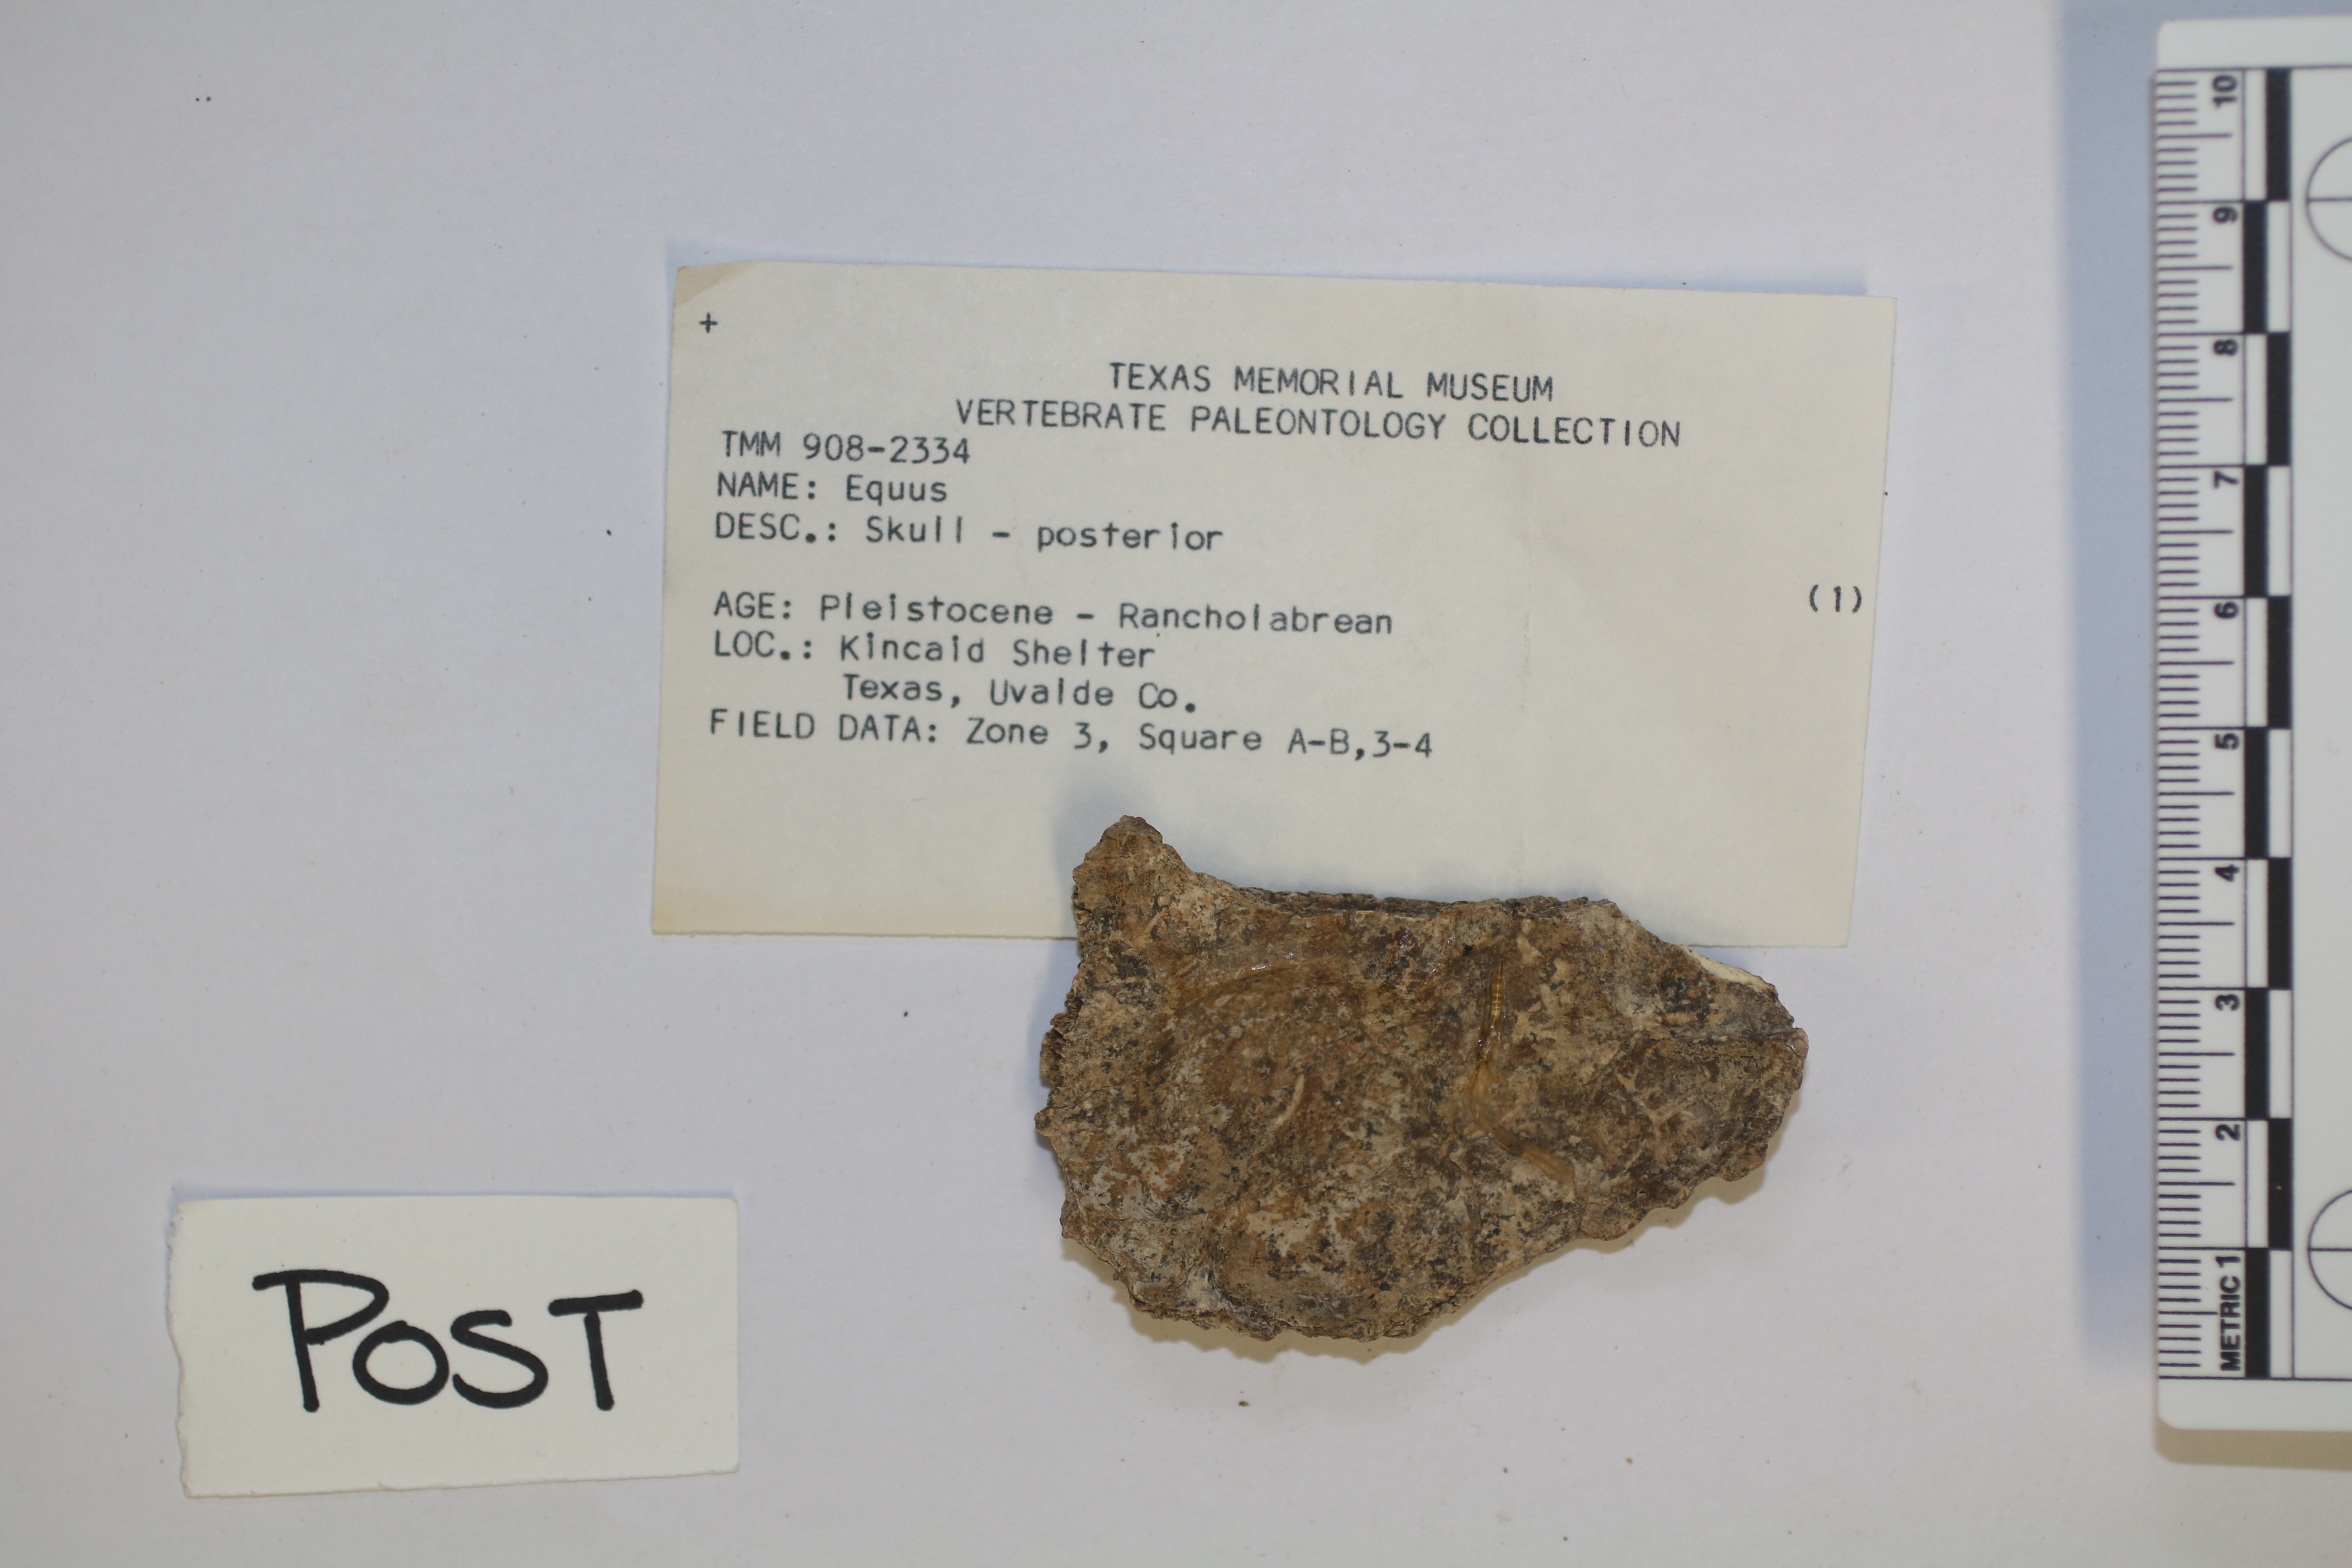 +
TEXAS MEMORIAL MUSEUM
VERTEBRATE PALEONTOLOGY COLLECTION
TMM 908-2334
NAME: Equus
DESC.: Skull - posterior
AGE: Pleistocene - Rancholabrean
(1)
LOC.: Kincaid Shelter
Texas, Uvalde Co.
FIELD DATA: Zone 3, Square A-B,3-4
POST
10
9
8
7
6
5
4
3
2
METRIC 1